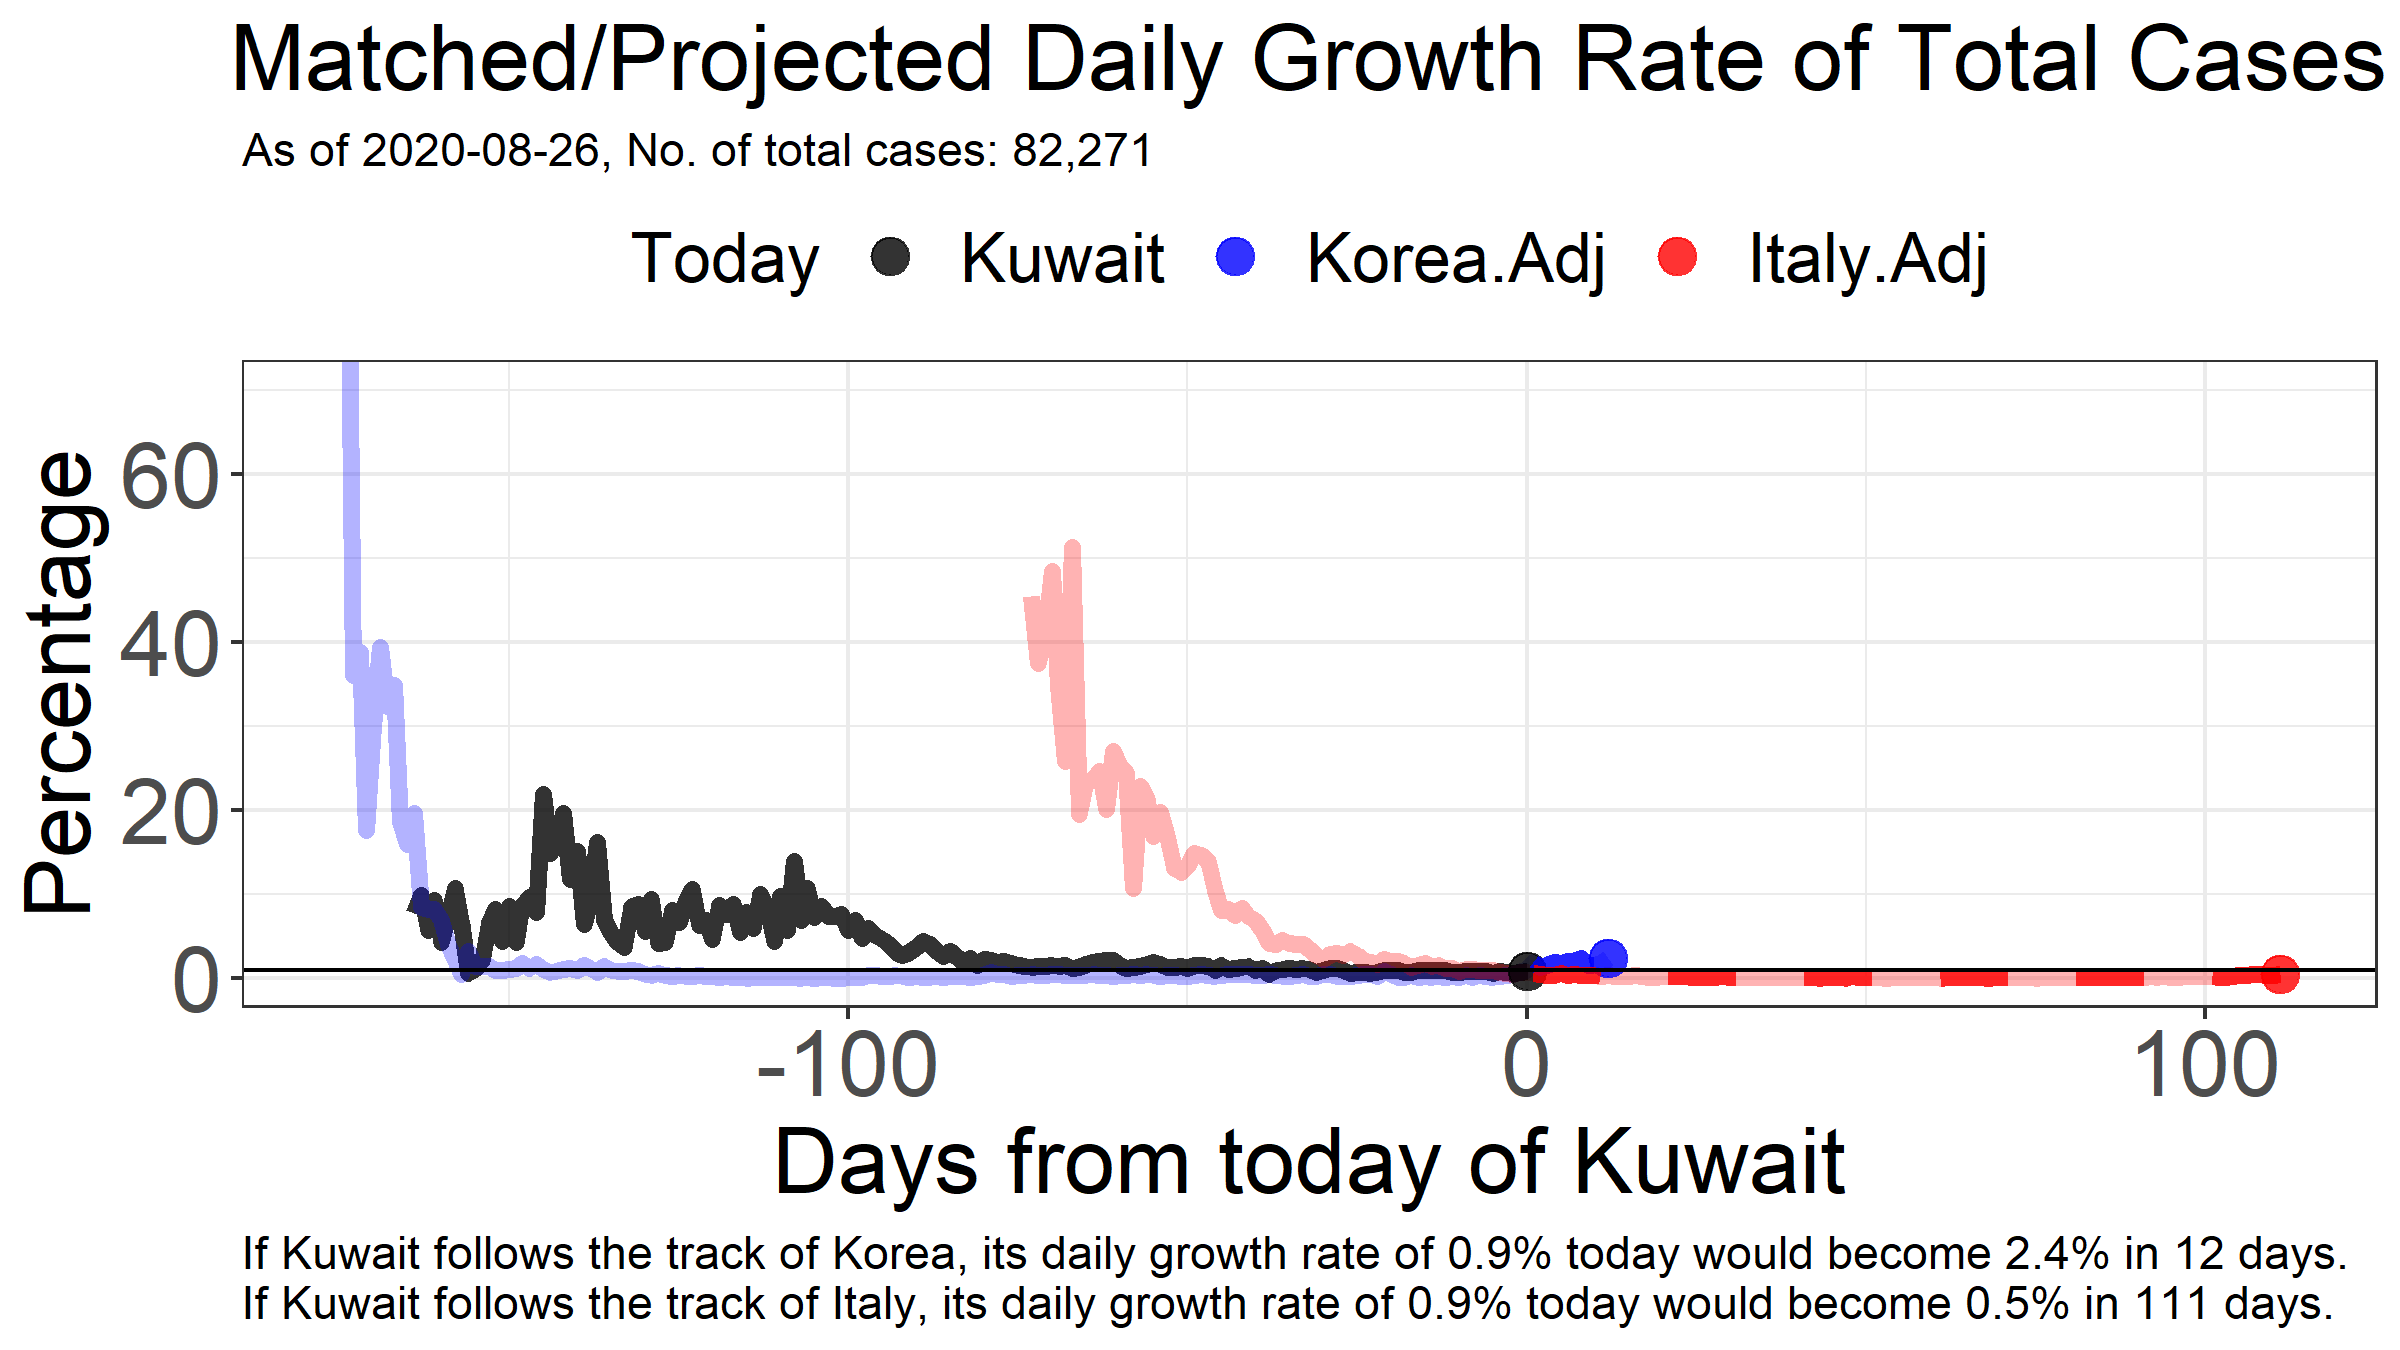 Matched/Projected Daily Growth Rate of Total Cases
As of 2020-08-26, No. of total cases: 82,271
Today Kuwait Korea.Adj Italy.Adj
Percentage
60
40
20
0
-100 0 100
Days from today of Kuwait
If Kuwait follows the track of Korea, its daily growth rate of 0.9% today would become 2.4% in 12 days.
If Kuwait follows the track of Italy, its daily growth rate of 0.9% today would become 0.5% in 111 days.